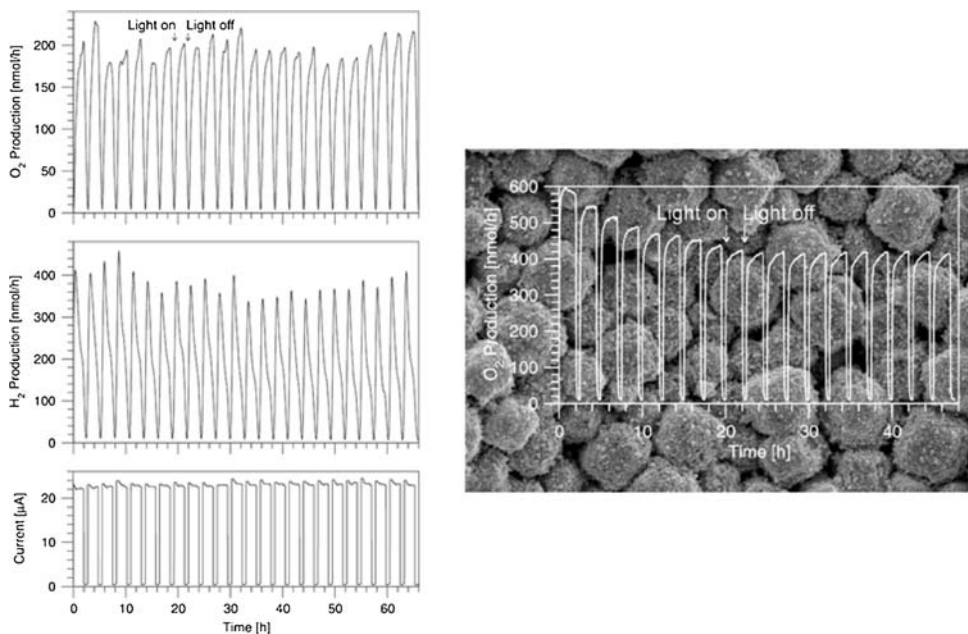 Light on Light off
O₂ Production [nmol/h]
200
150
100
50
0
H₂ Production [nmol/h]
400
300
200
100
0
Current [µA]
20
10
0
0 10 20 30 40 50 60
Time [h]
O₂ Production [nmol/h]
600
500
400
300
200
100
0
Light on Light off
0 10 20 30 40
Time [h]